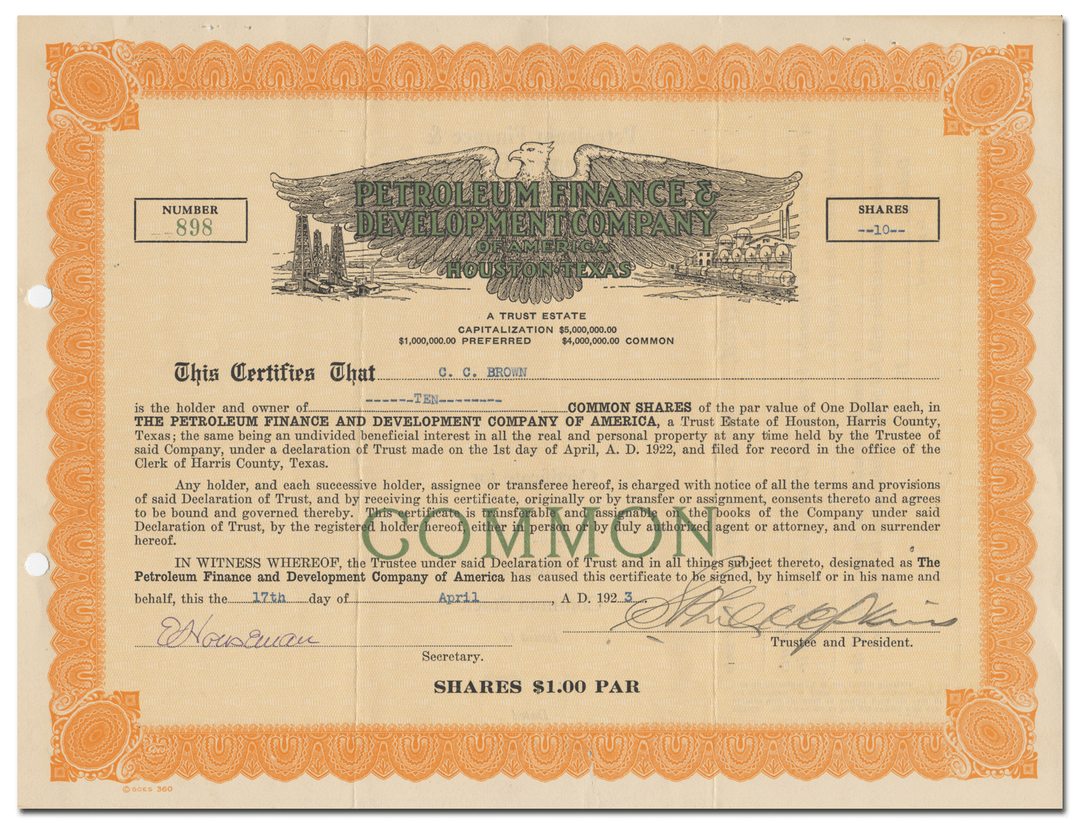 PETROLEUM FINANCE &
DEVELOPMENT COMPANY
OF AMERICA
HOUSTON TEXAS
NUMBER
898
SHARES
--10--
A TRUST ESTATE
CAPITALIZATION $5,000,000.00
$1,000,000.00 PREFERRED $4,000,000.00 COMMON
This Certifies That C. C. BROWN
is the holder and owner of ------TEN-------- COMMON SHARES of the par value of One Dollar each, in
THE PETROLEUM FINANCE AND DEVELOPMENT COMPANY OF AMERICA, a Trust Estate of Houston, Harris County,
Texas; the same being an undivided beneficial interest in all the real and personal property at any time held by the Trustee of
said Company, under a declaration of Trust made on the 1st day of April, A. D. 1922, and filed for record in the office of the
Clerk of Harris County, Texas.
Any holder, and each successive holder, assignee or transferee hereof, is charged with notice of all the terms and provisions
of said Declaration of Trust, and by receiving this certificate, originally or by transfer or assignment, consents thereto and agrees
to be bound and governed thereby. This certificate is transferable and assignable on the books of the Company under said
Declaration of Trust, by the registered holder hereof, either in person or by duly authorized agent or attorney, and on surrender
hereof.
COMMON
IN WITNESS WHEREOF, the Trustee under said Declaration of Trust and in all things subject thereto, designated as The
Petroleum Finance and Development Company of America has caused this certificate to be signed, by himself or in his name and
behalf, this the 17th day of April, A D. 1923.
E Houseman
Secretary.
Trustee and President.
SHARES $1.00 PAR
© GOES 360